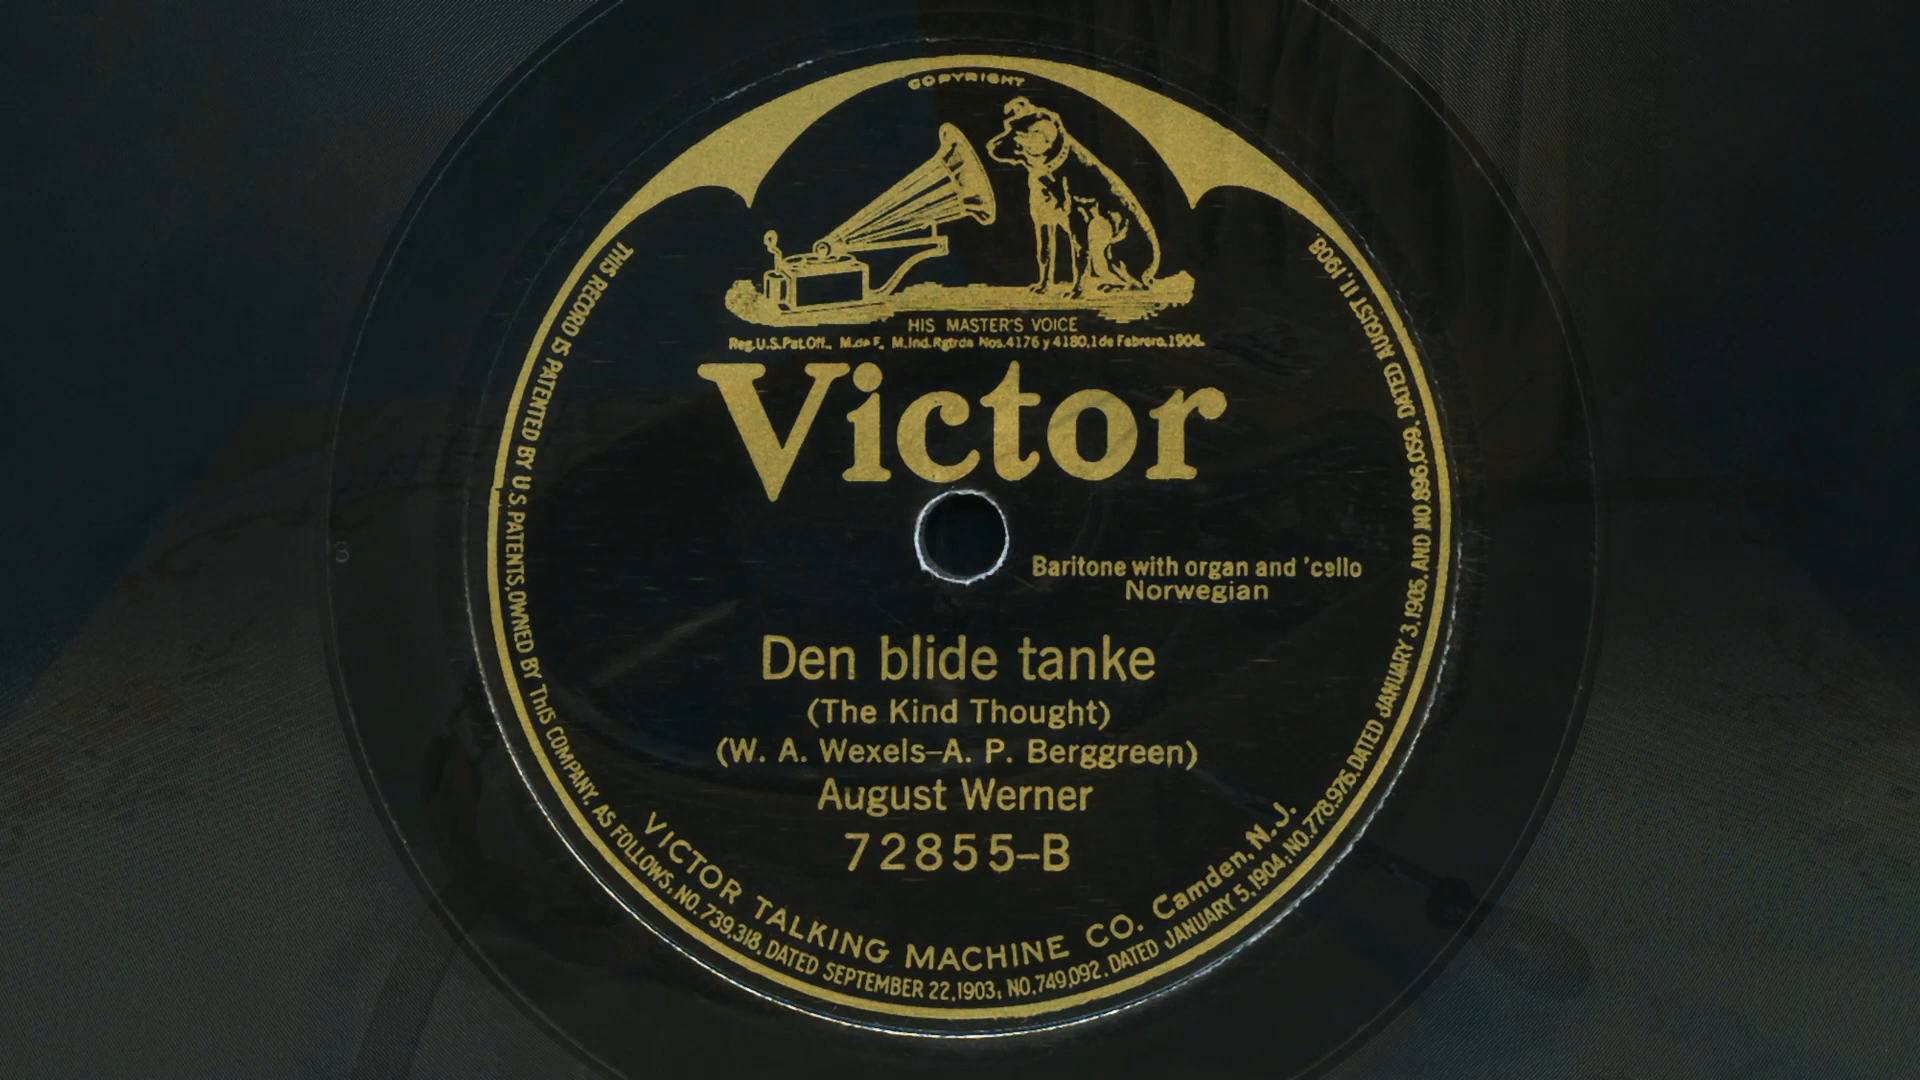 COPYRIGHT
HIS MASTER'S VOICE
Reg.U.S.Pat.Off., M.de F. M.Ind.Rgtrda Nos.4176 y 4180,1 de Febrero,1904.
Victor
Baritone with organ and 'cello
Norwegian
Den blide tanke
(The Kind Thought)
(W. A. Wexels–A. P. Berggreen)
August Werner
72855–B
VICTOR TALKING MACHINE CO. Camden, N.J.
THIS RECORD IS PATENTED BY U.S. PATENTS, OWNED BY THIS COMPANY, AS FOLLOWS: NO. 739,318, DATED SEPTEMBER 22,1903; NO.749,092, DATED JANUARY 5,1904; NO.778,976, DATED JANUARY 3,1905. AND NO 896,059, DATED AUGUST 11, 1908.
3